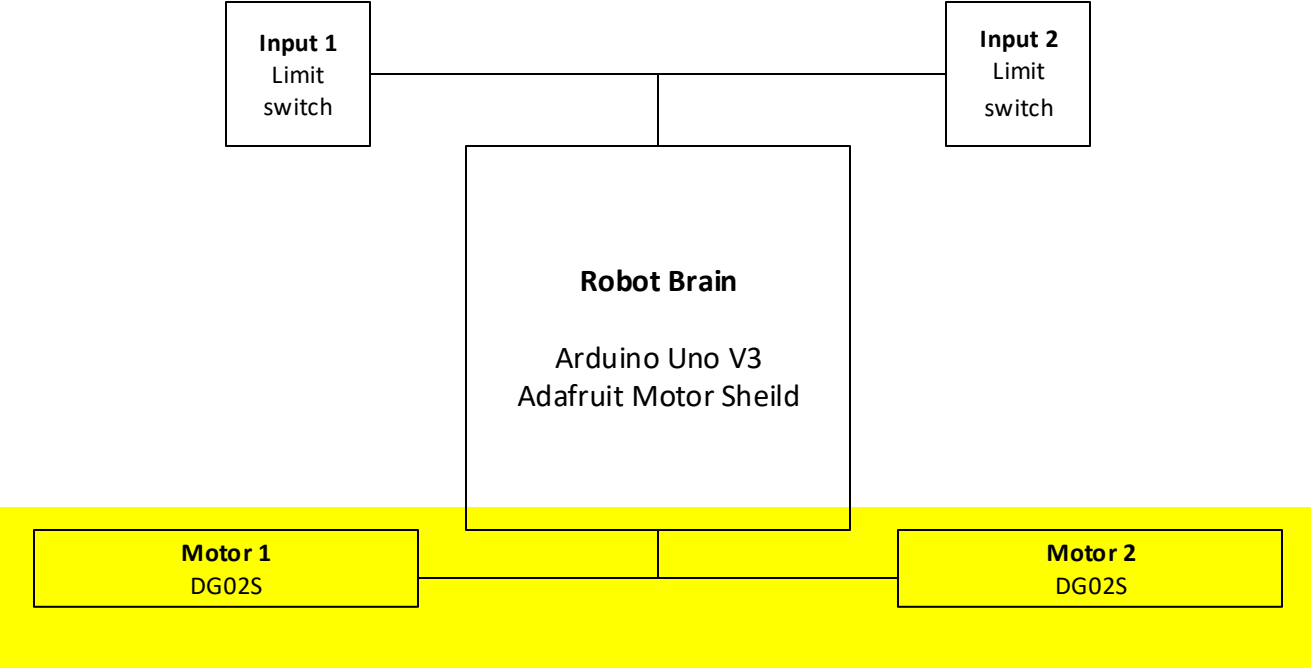 Input 1
Limit
switch
Input 2
Limit
switch
Robot Brain
Arduino Uno V3
Adafruit Motor Sheild
Motor 1
DG02S
Motor 2
DG02S